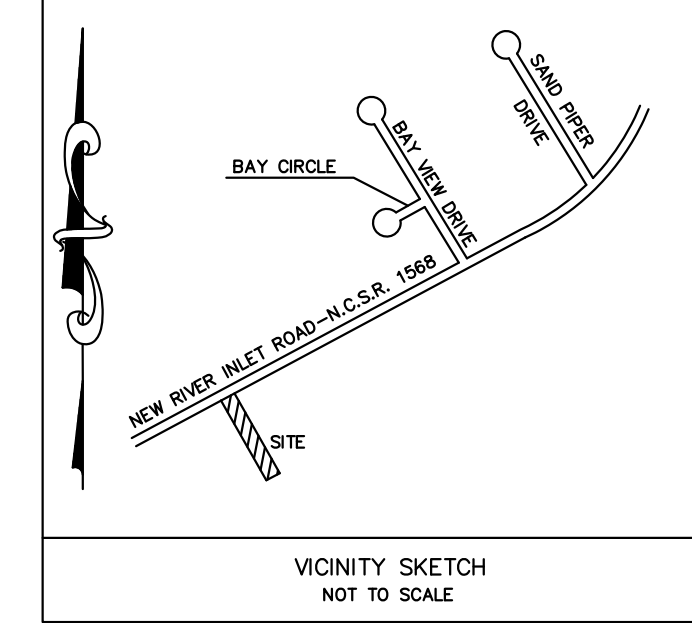 SAND PIPER
DRIVE
BAY VIEW DRIVE
BAY CIRCLE
NEW RIVER INLET ROAD-N.C.S.R. 1568
SITE
VICINITY SKETCH
NOT TO SCALE